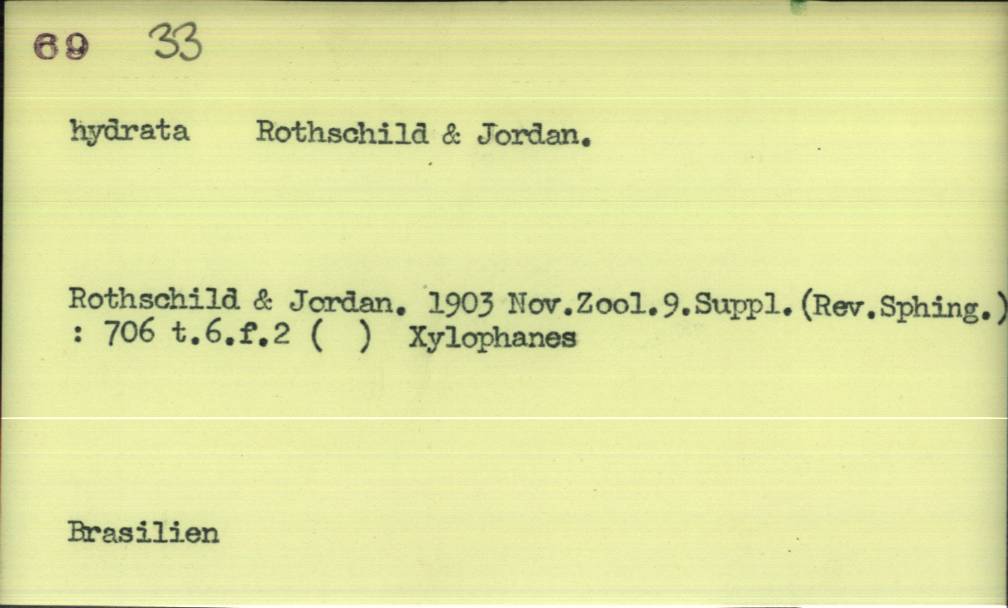 69 33
hydrata Rothschild & Jordan.
Rothschild & Jordan. 1903 Nov.Zool.9.Suppl.(Rev.Sphing.)
: 706 t.6.f.2 ( ) Xylophanes
Brasilien